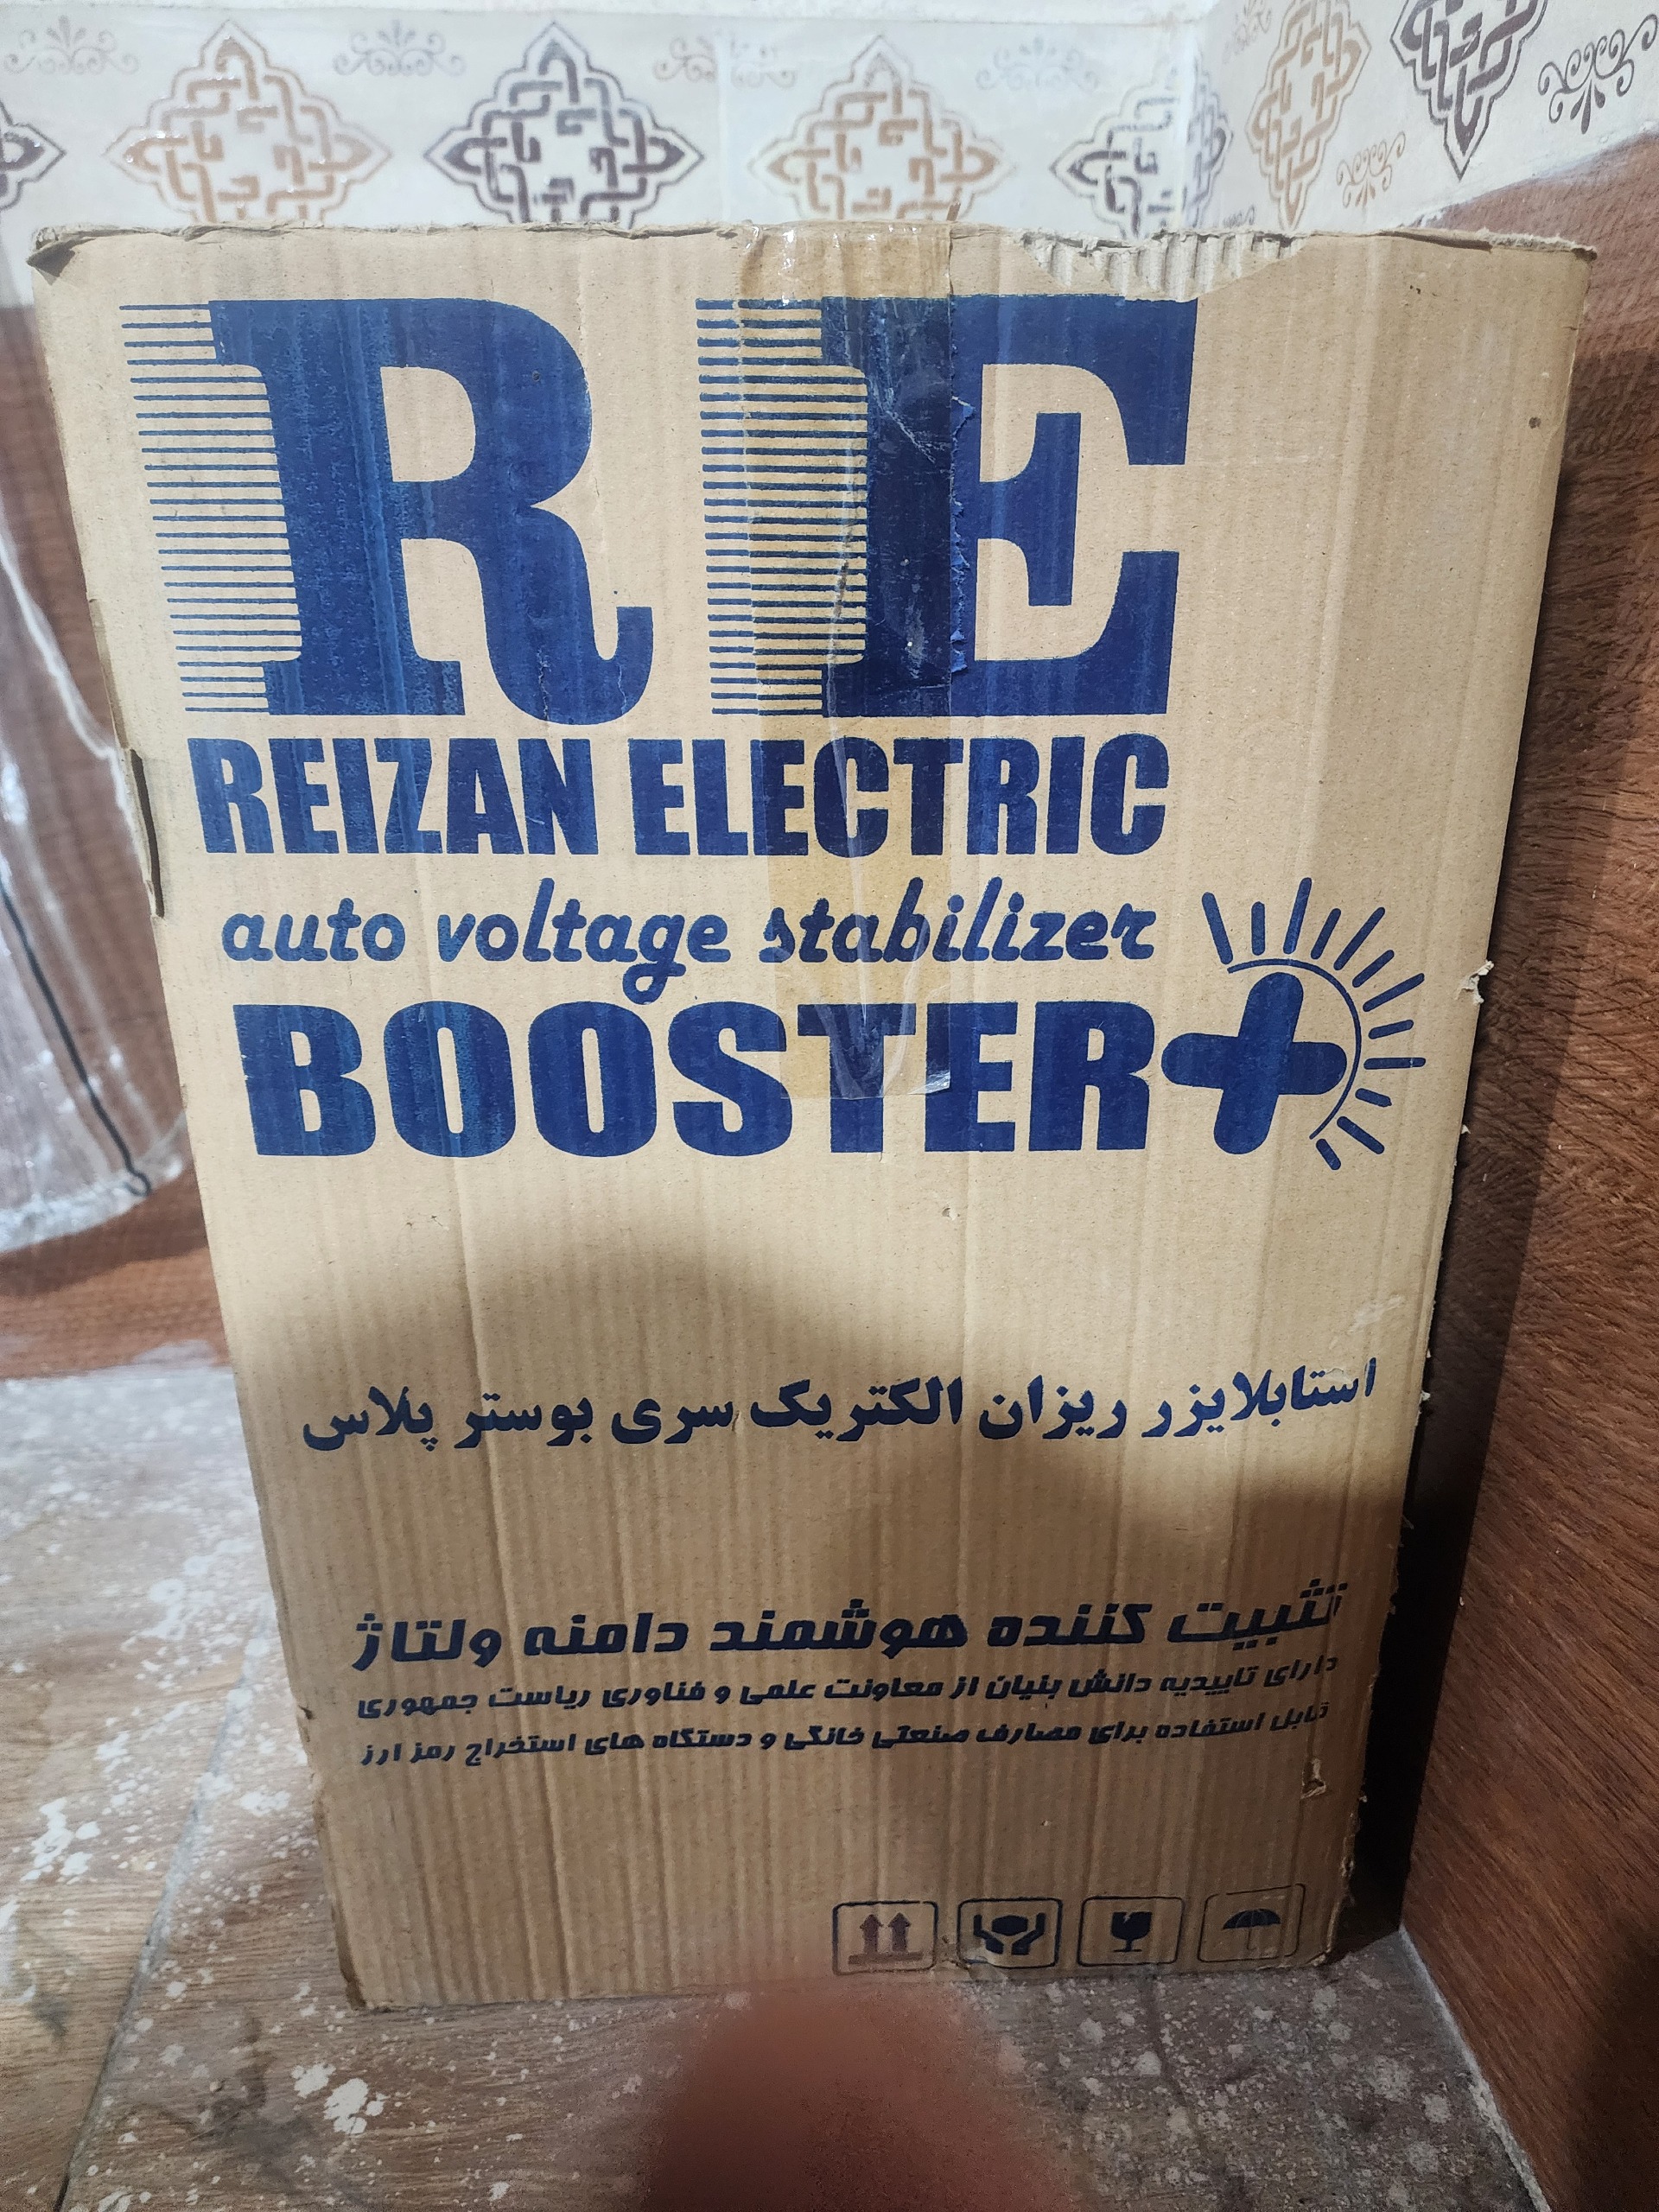 RE
REIZAN ELECTRIC
auto voltage stabilizer
BOOSTER+
استابلایزر ریزان الکتریک سری بوستر پلاس
تثبیت کننده هوشمند دامنه ولتاژ
دارای تاییدیه دانش بنیان از معاونت علمی و فناوری ریاست جمهوری
قابل استفاده برای مصارف صنعتی خانگی و دستگاه های استخراج رمز ارز